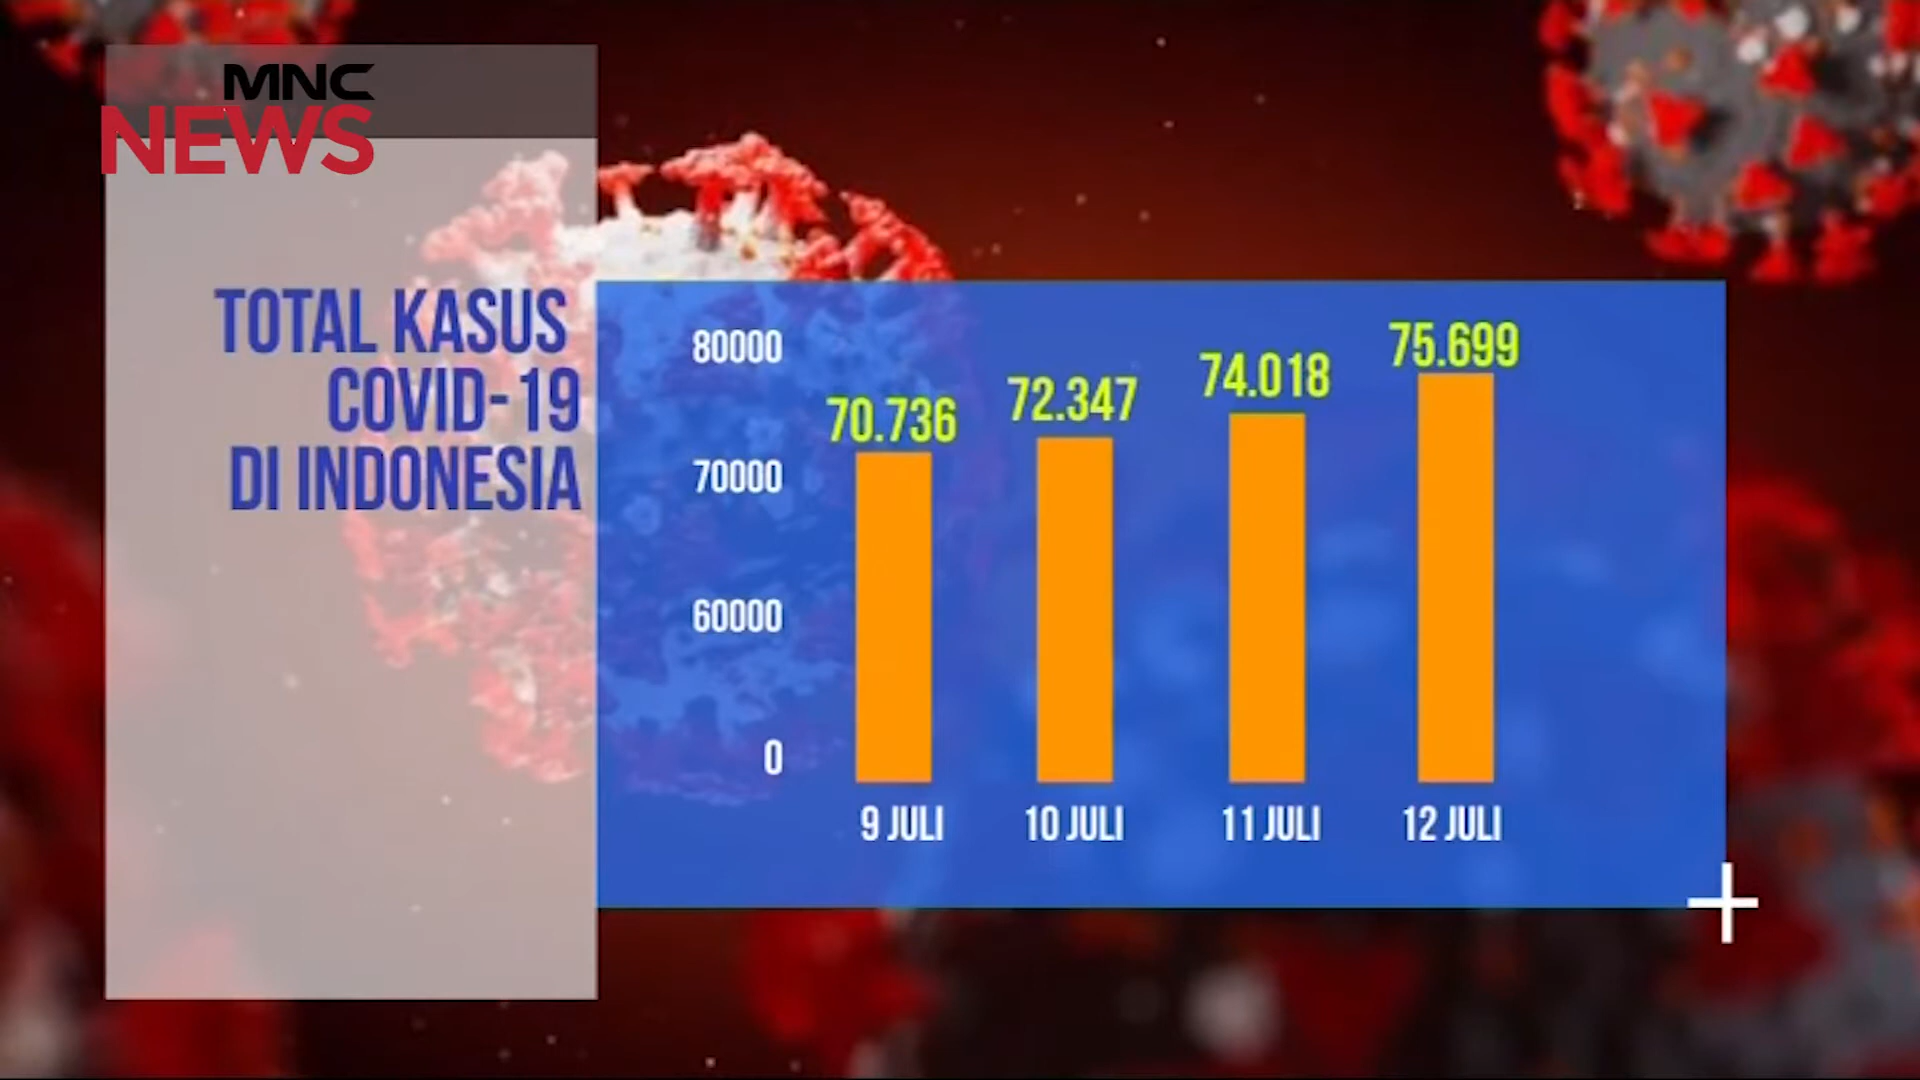 MNC
NEWS
TOTAL KASUS
COVID-19
DI INDONESIA
80000
70000
60000
0
70.736
72.347
74.018
75.699
9 JULI
10 JULI
11 JULI
12 JULI